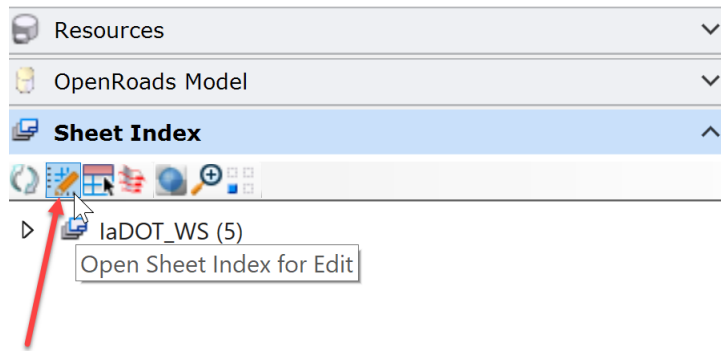 Resources
OpenRoads Model
Sheet Index
IaDOT_WS (5)
Open Sheet Index for Edit